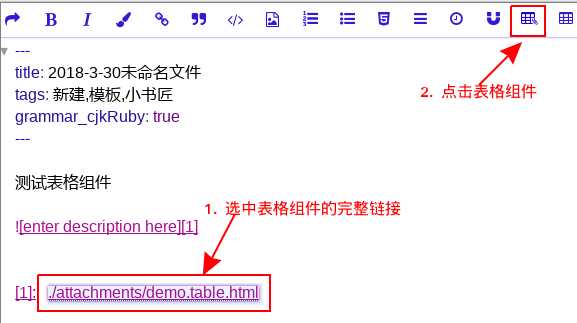 ---
title: 2018-3-30未命名文件
tags: 新建,模板,小书匠
grammar_cjkRuby: true
---
2. 点击表格组件
测试表格组件
1. 选中表格组件的完整链接
![enter description here][1]
[1]: ./attachments/demo.table.html